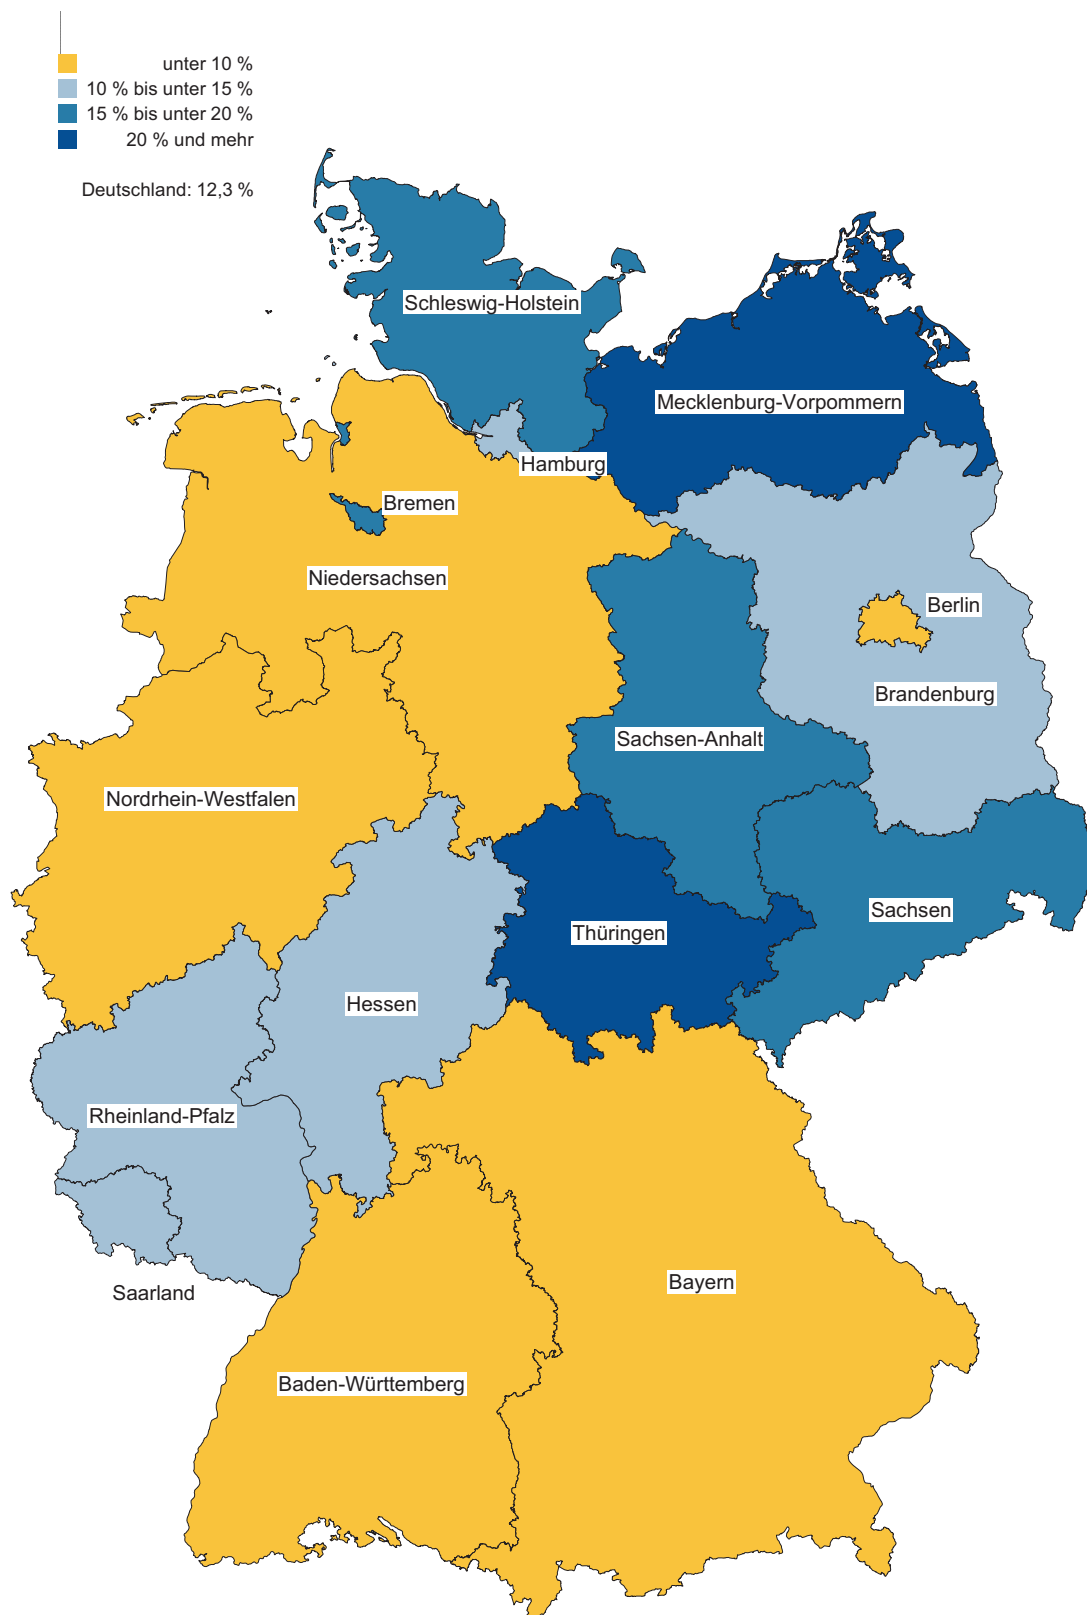 unter 10 %
10 % bis unter 15 %
15 % bis unter 20 %
20 % und mehr
Deutschland: 12,3 %
Schleswig-Holstein
Mecklenburg-Vorpommern
Hamburg
Bremen
Niedersachsen
Berlin
Brandenburg
Sachsen-Anhalt
Nordrhein-Westfalen
Sachsen
Thüringen
Hessen
Rheinland-Pfalz
Bayern
Saarland
Baden-Württemberg